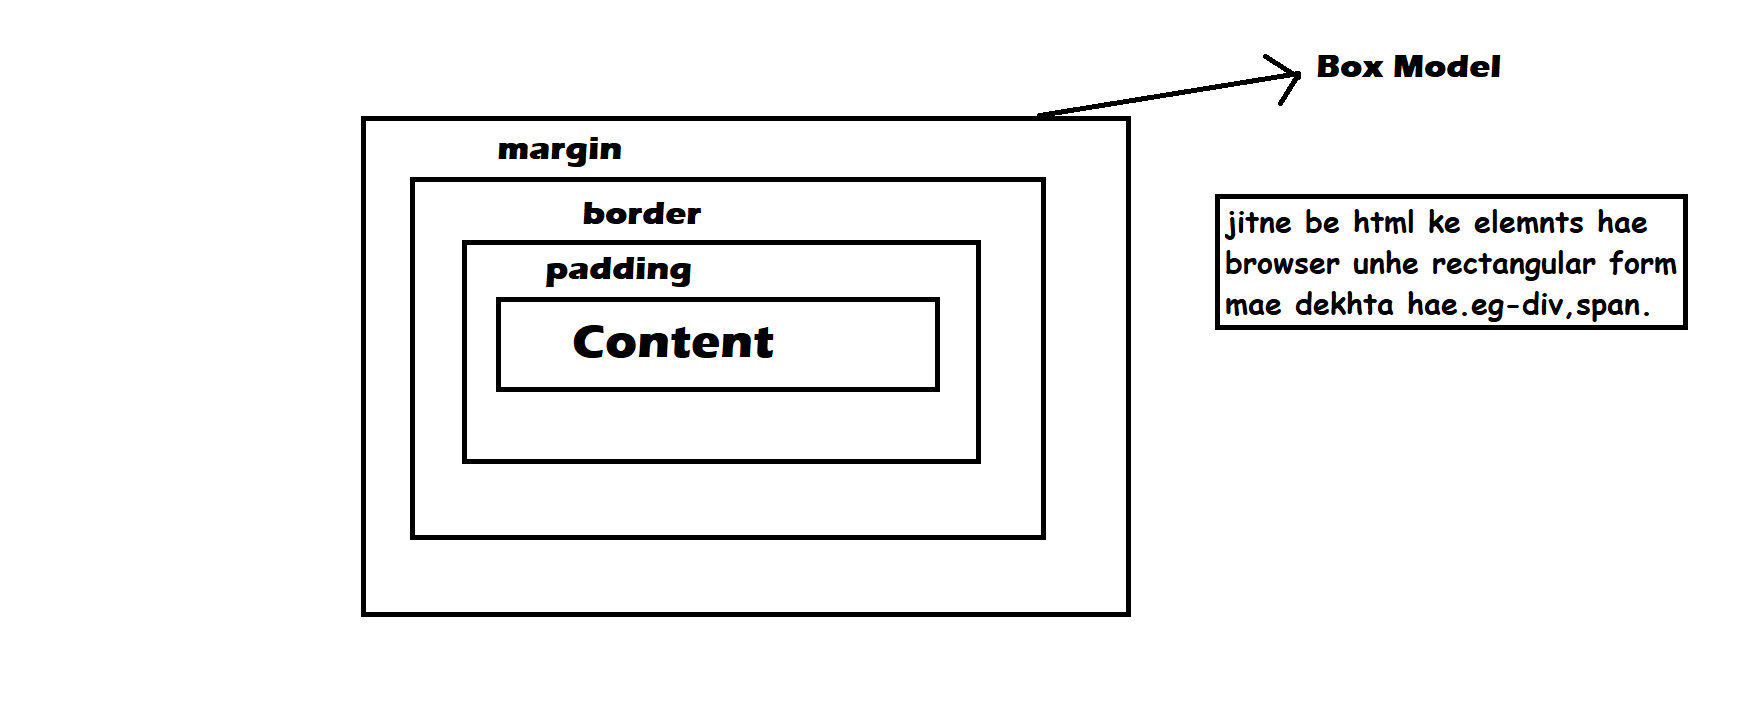 Box Model
margin
border
padding
Content
jitne be html ke elemnts hae
browser unhe rectangular form
mae dekhta hae.eg-div,span.